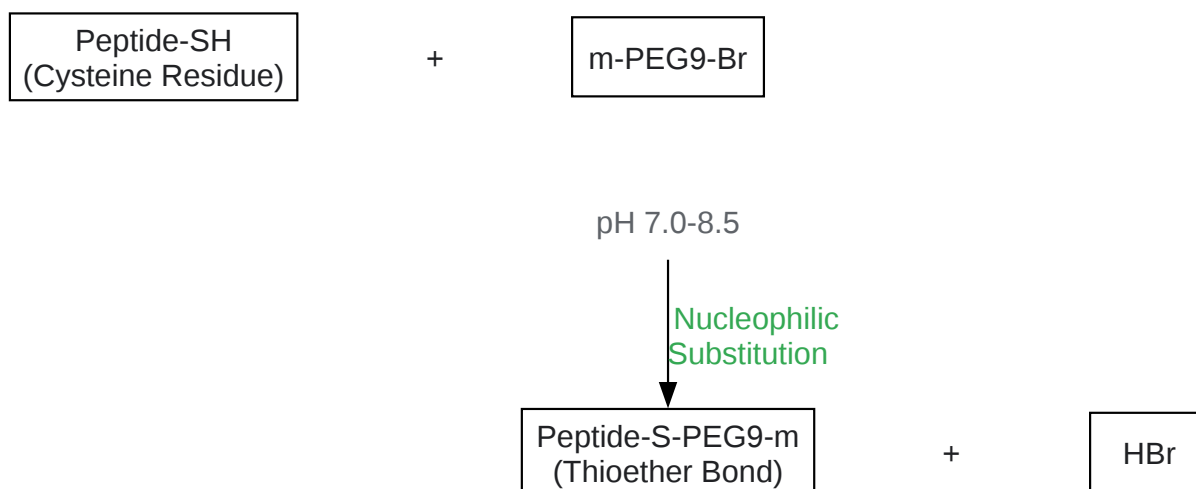 Peptide-SH
(Cysteine Residue)
+
m-PEG9-Br
pH 7.0-8.5
Nucleophilic
Substitution
Peptide-S-PEG9-m
(Thioether Bond)
+
HBr